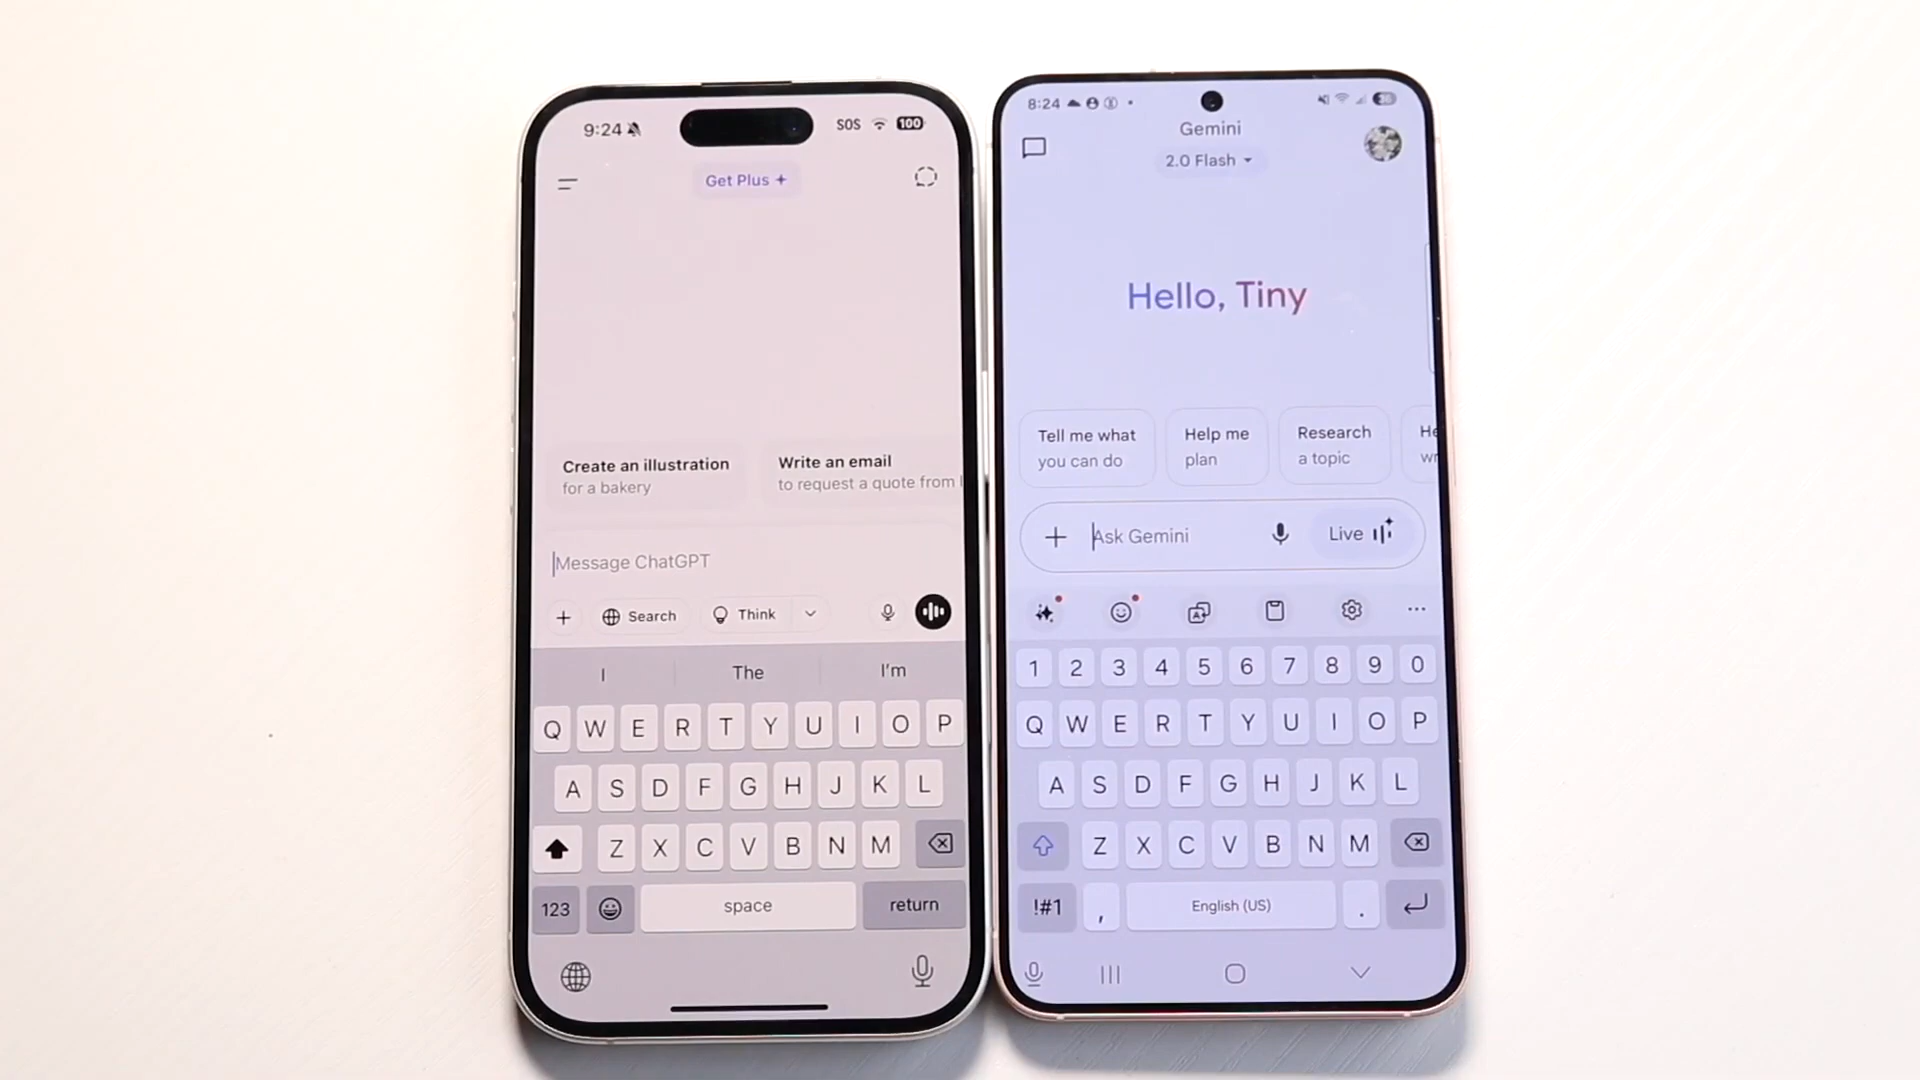 9:24
SOS
100
Get Plus +
Create an illustration
for a bakery
Write an email
to request a quote from
Message ChatGPT
+
Search
Think
I
The
I'm
Q W E R T Y U I O P
A S D F G H J K L
Z X C V B N M
123
space
return
8:24
Gemini
2.0 Flash
Hello, Tiny
Tell me what
you can do
Help me
plan
Research
a topic
He
wr
+
Ask Gemini
Live
1 2 3 4 5 6 7 8 9 0
Q W E R T Y U I O P
A S D F G H J K L
Z X C V B N M
!#1
,
English (US)
.